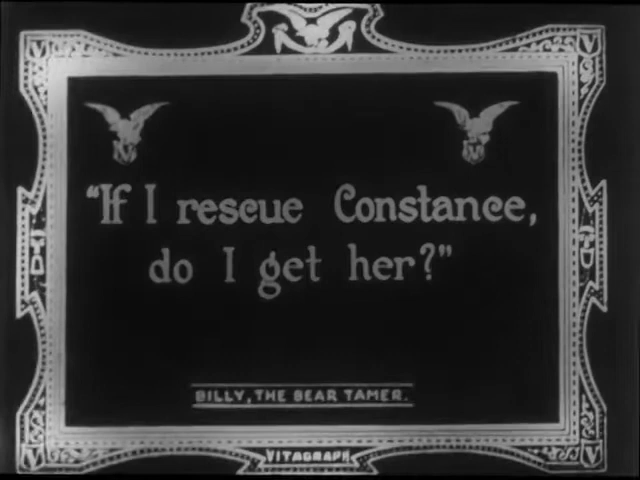 "If I rescue Constance,
do I get her?"
BILLY, THE BEAR TAMER.
VITAGRAPH